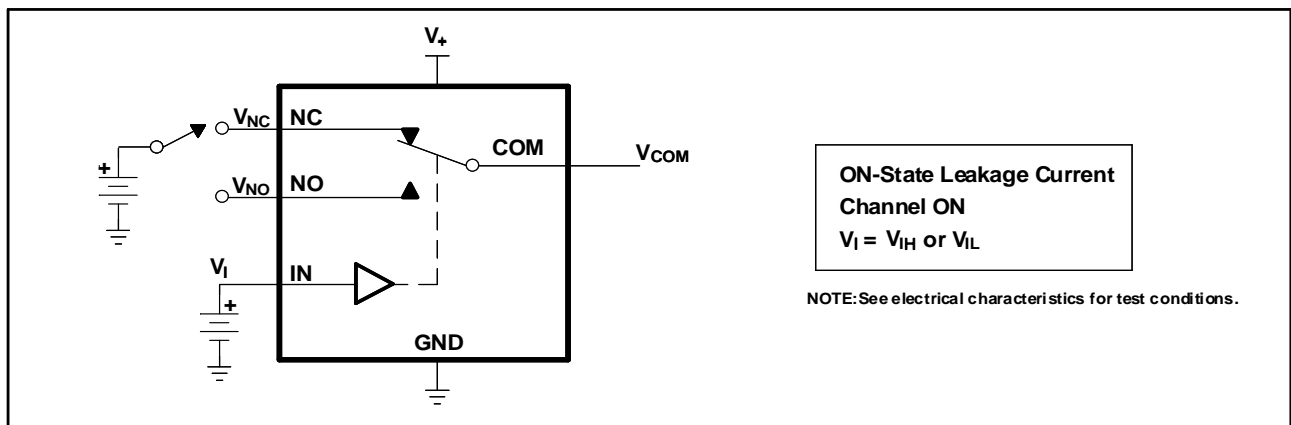 V+
VNC NC
COM
VCOM
VNO NO
VI IN
GND
+
+
ON-State Leakage Current
Channel ON
VI = VIH or VIL
NOTE:See electrical characteristics for test conditions.